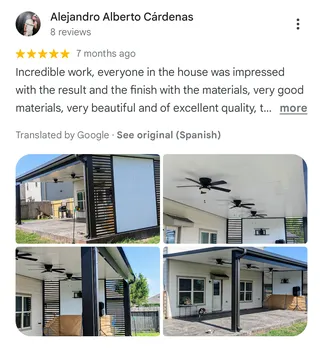 Alejandro Alberto Cárdenas
8 reviews
7 months ago
Incredible work, everyone in the house was impressed
with the result and the finish with the materials, very good
materials, very beautiful and of excellent quality, t... more
Translated by Google · See original (Spanish)